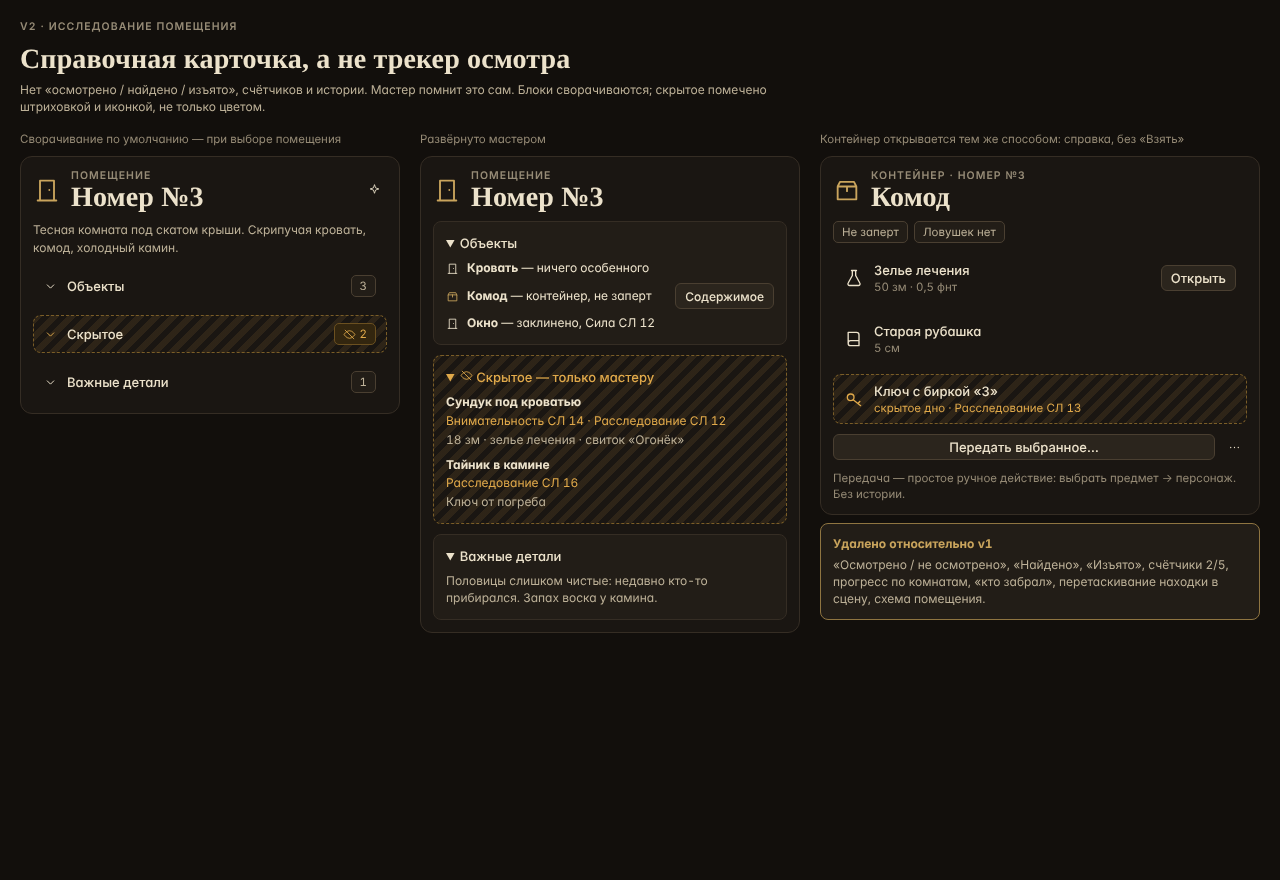 V2 · ИССЛЕДОВАНИЕ ПОМЕЩЕНИЯ
Справочная карточка, а не трекер осмотра
Нет «осмотрено / найдено / изъято», счётчиков и истории. Мастер помнит это сам. Блоки сворачиваются; скрытое помечено
штриховкой и иконкой, не только цветом.
Сворачивание по умолчанию — при выборе помещения
ПОМЕЩЕНИЕ
Номер №3
Тесная комната под скатом крыши. Скрипучая кровать,
комод, холодный камин.
Объекты 3
Скрытое 2
Важные детали 1
Развёрнуто мастером
ПОМЕЩЕНИЕ
Номер №3
Объекты
Кровать — ничего особенного
Комод — контейнер, не заперт Содержимое
Окно — заклинено, Сила СЛ 12
Скрытое — только мастеру
Сундук под кроватью
Внимательность СЛ 14 · Расследование СЛ 12
18 зм · зелье лечения · свиток «Огонёк»
Тайник в камине
Расследование СЛ 16
Ключ от погреба
Важные детали
Половицы слишком чистые: недавно кто-то
прибирался. Запах воска у камина.
Контейнер открывается тем же способом: справка, без «Взять»
КОНТЕЙНЕР · НОМЕР №3
Комод
Не заперт Ловушек нет
Зелье лечения
50 зм · 0,5 фнт
Открыть
Старая рубашка
5 см
Ключ с биркой «3»
скрытое дно · Расследование СЛ 13
Передать выбранное… …
Передача — простое ручное действие: выбрать предмет → персонаж.
Без истории.
Удалено относительно v1
«Осмотрено / не осмотрено», «Найдено», «Изъято», счётчики 2/5,
прогресс по комнатам, «кто забрал», перетаскивание находки в
сцену, схема помещения.